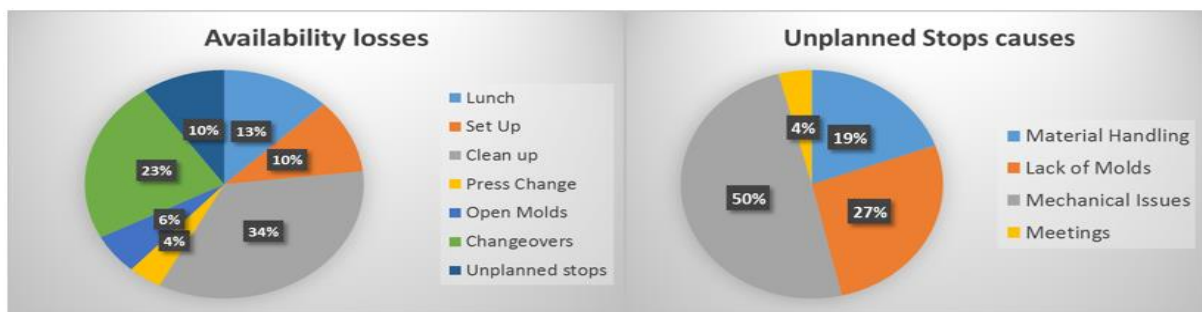 Availability losses
10%
13%
10%
23%
6%
4%
34%
Lunch
Set Up
Clean up
Press Change
Open Molds
Changeovers
Unplanned stops
Unplanned Stops causes
4%
19%
50%
27%
Material Handling
Lack of Molds
Mechanical Issues
Meetings